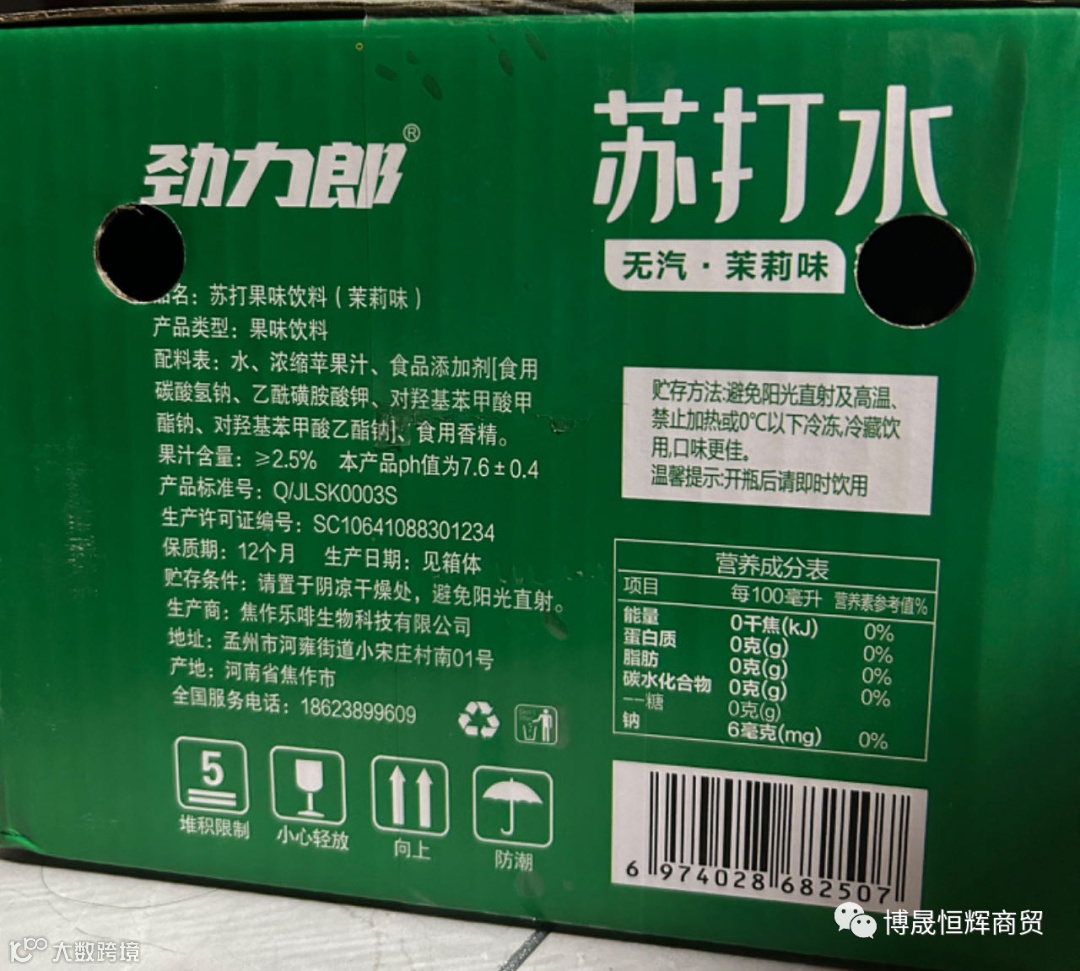 劲力郎®
苏打水
无汽·茉莉味
品名：苏打果味饮料（茉莉味）
产品类型：果味饮料
配料表：水、浓缩苹果汁、食品添加剂[食用
碳酸氢钠、乙酰磺胺酸钾、对羟基苯甲酸甲
酯钠、对羟基苯甲酸乙酯钠]、食用香精。
果汁含量：≥2.5% 本产品ph值为7.6±0.4
产品标准号：Q/JLSK0003S
生产许可证编号：SC10641088301234
保质期：12个月 生产日期：见箱体
贮存条件：请置于阴凉干燥处，避免阳光直射。
生产商：焦作乐啡生物科技有限公司
地址：孟州市河雍街道小宋庄村南01号
产地：河南省焦作市
全国服务电话：18623899609
5
堆积限制
小心轻放
向上
防潮
贮存方法:避免阳光直射及高温、
禁止加热或0℃以下冷冻,冷藏饮
用,口味更佳。
温馨提示:开瓶后请即时饮用
营养成分表
项目 每100毫升 营养素参考值%
能量 0千焦(kJ) 0%
蛋白质 0克(g) 0%
脂肪 0克(g) 0%
碳水化合物 0克(g) 0%
一一糖 0克(g)
钠 6毫克(mg) 0%
6 974028 682507
博晟恒辉商贸
大数跨境